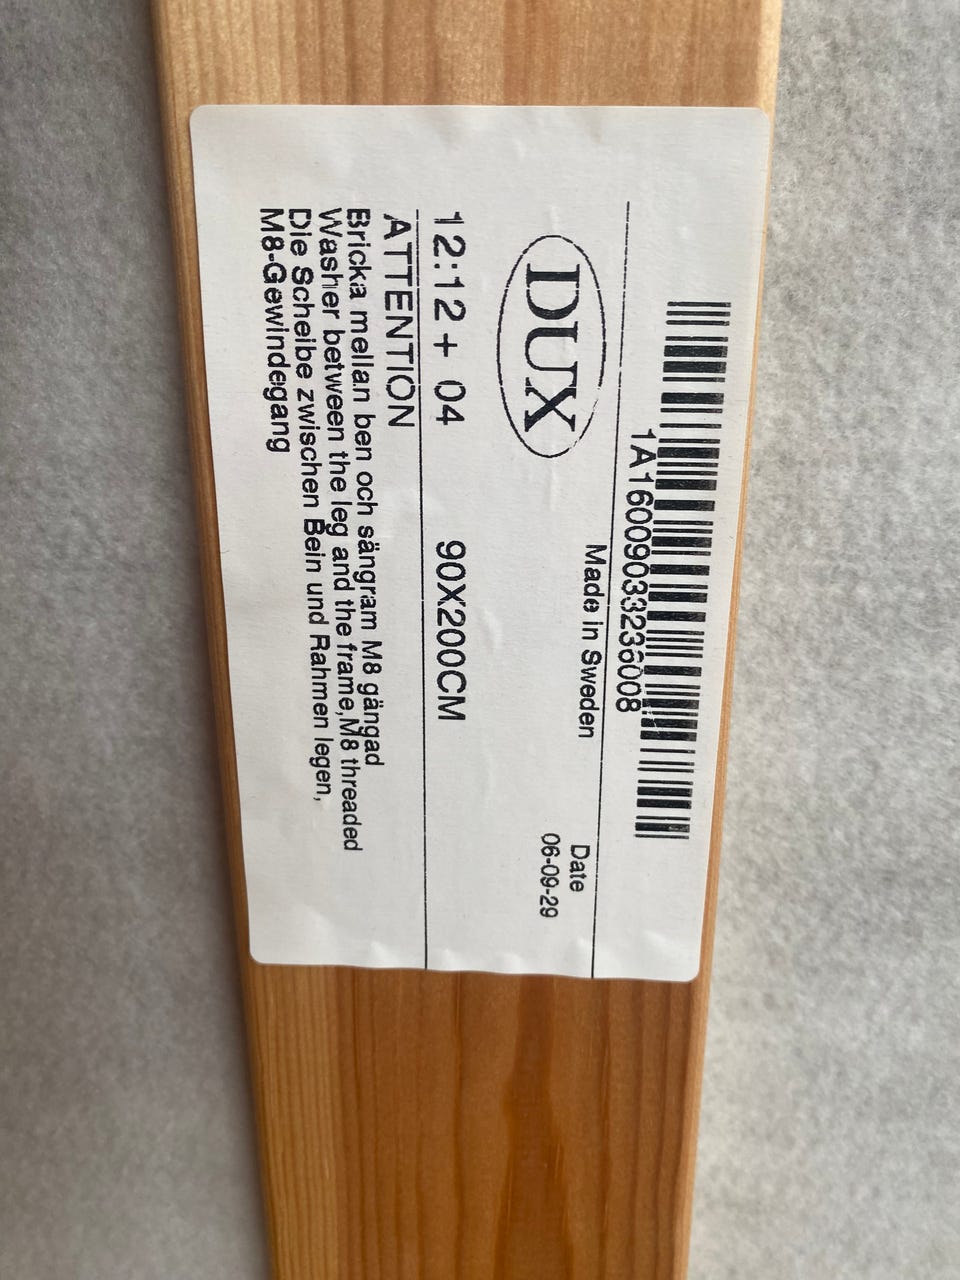 1A16009033236008
DUX
Made in Sweden
Date
06-09-29
12:12 + 04 90X200CM
ATTENTION
Bricka mellan ben och sängram M8 gängad
Washer between the leg and the frame,M8 threaded
Die Scheibe zwischen Bein und Rahmen legen,
M8-Gewindegang